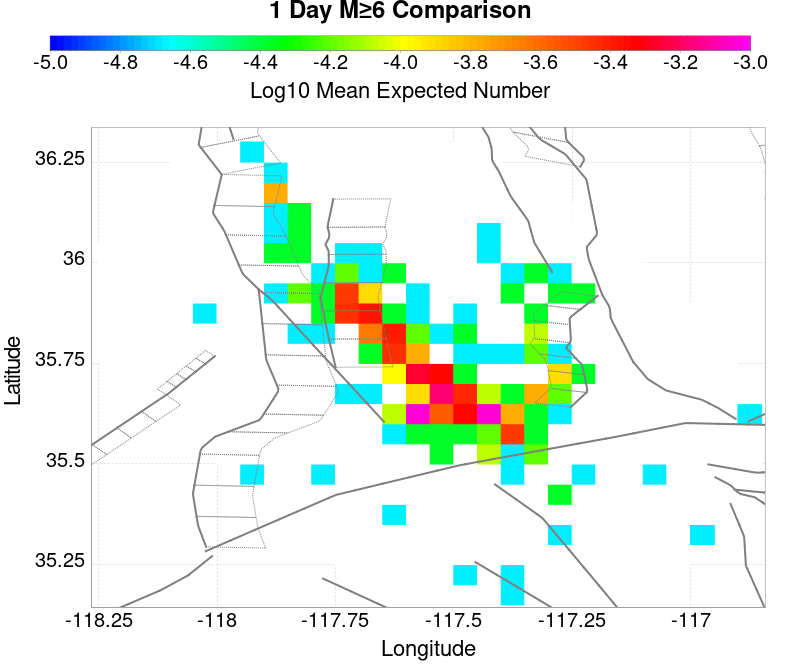 1 Day M≥6 Comparison
-5.0 -4.8 -4.6 -4.4 -4.2 -4.0 -3.8 -3.6 -3.4 -3.2 -3.0
Log10 Mean Expected Number
36.25
36
35.75
35.5
35.25
Latitude
-118.25 -118 -117.75 -117.5 -117.25 -117
Longitude